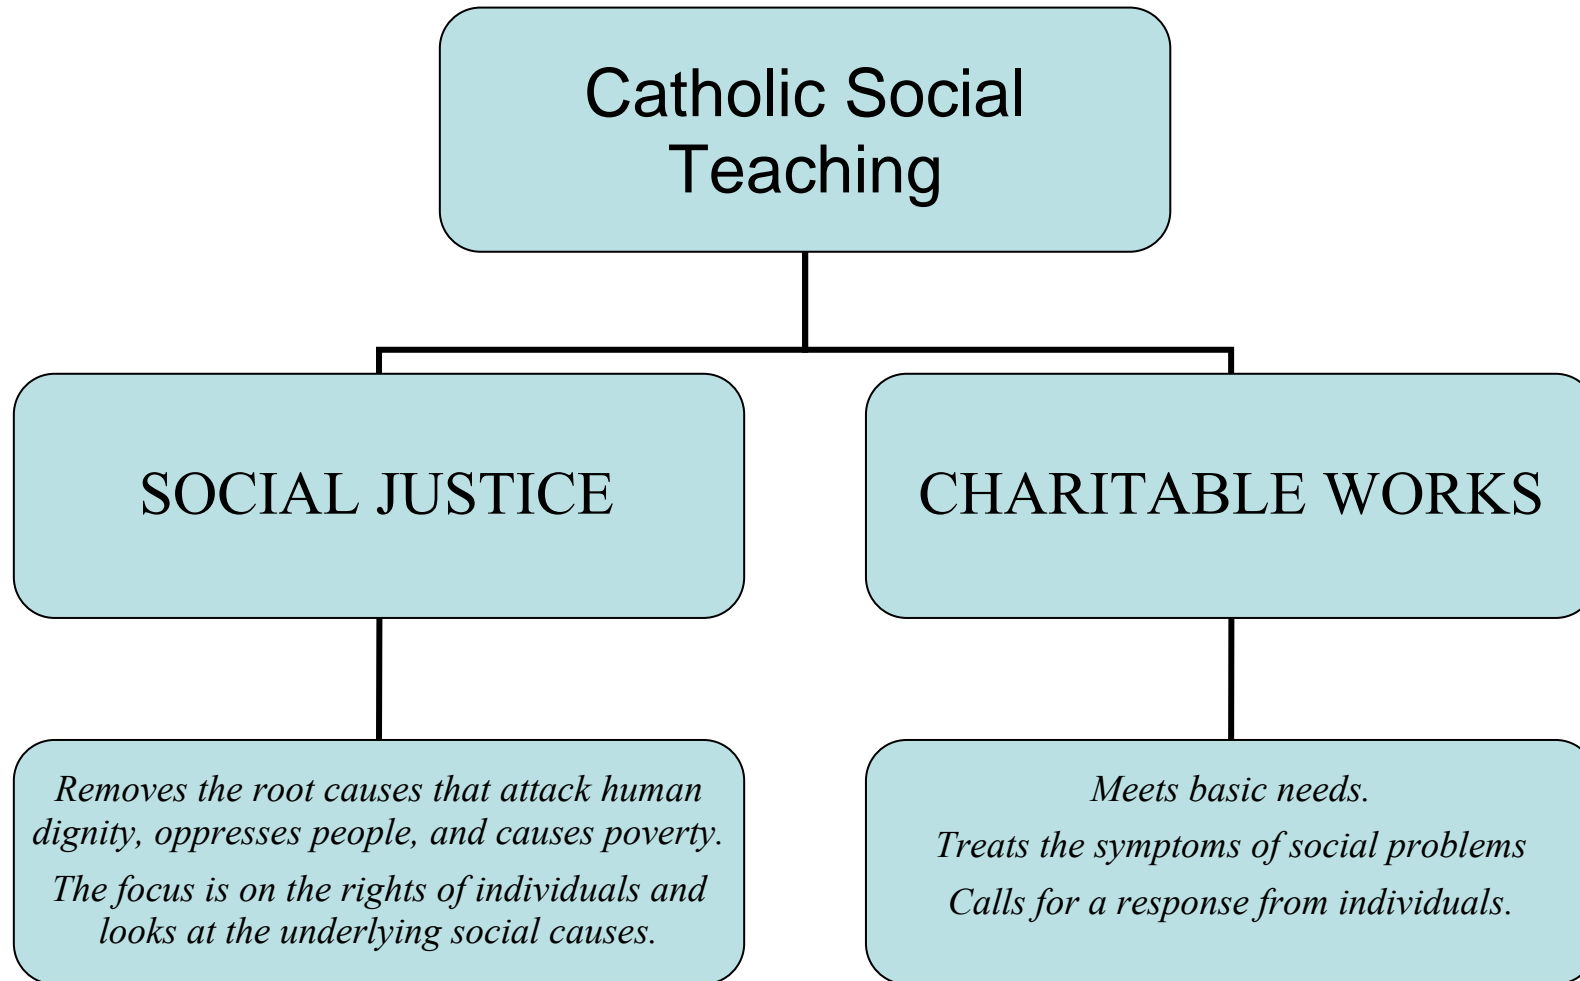 Catholic Social
Teaching
SOCIAL JUSTICE
CHARITABLE WORKS
Removes the root causes that attack human
dignity, oppresses people, and causes poverty.
The focus is on the rights of individuals and
looks at the underlying social causes.
Meets basic needs.
Treats the symptoms of social problems
Calls for a response from individuals.